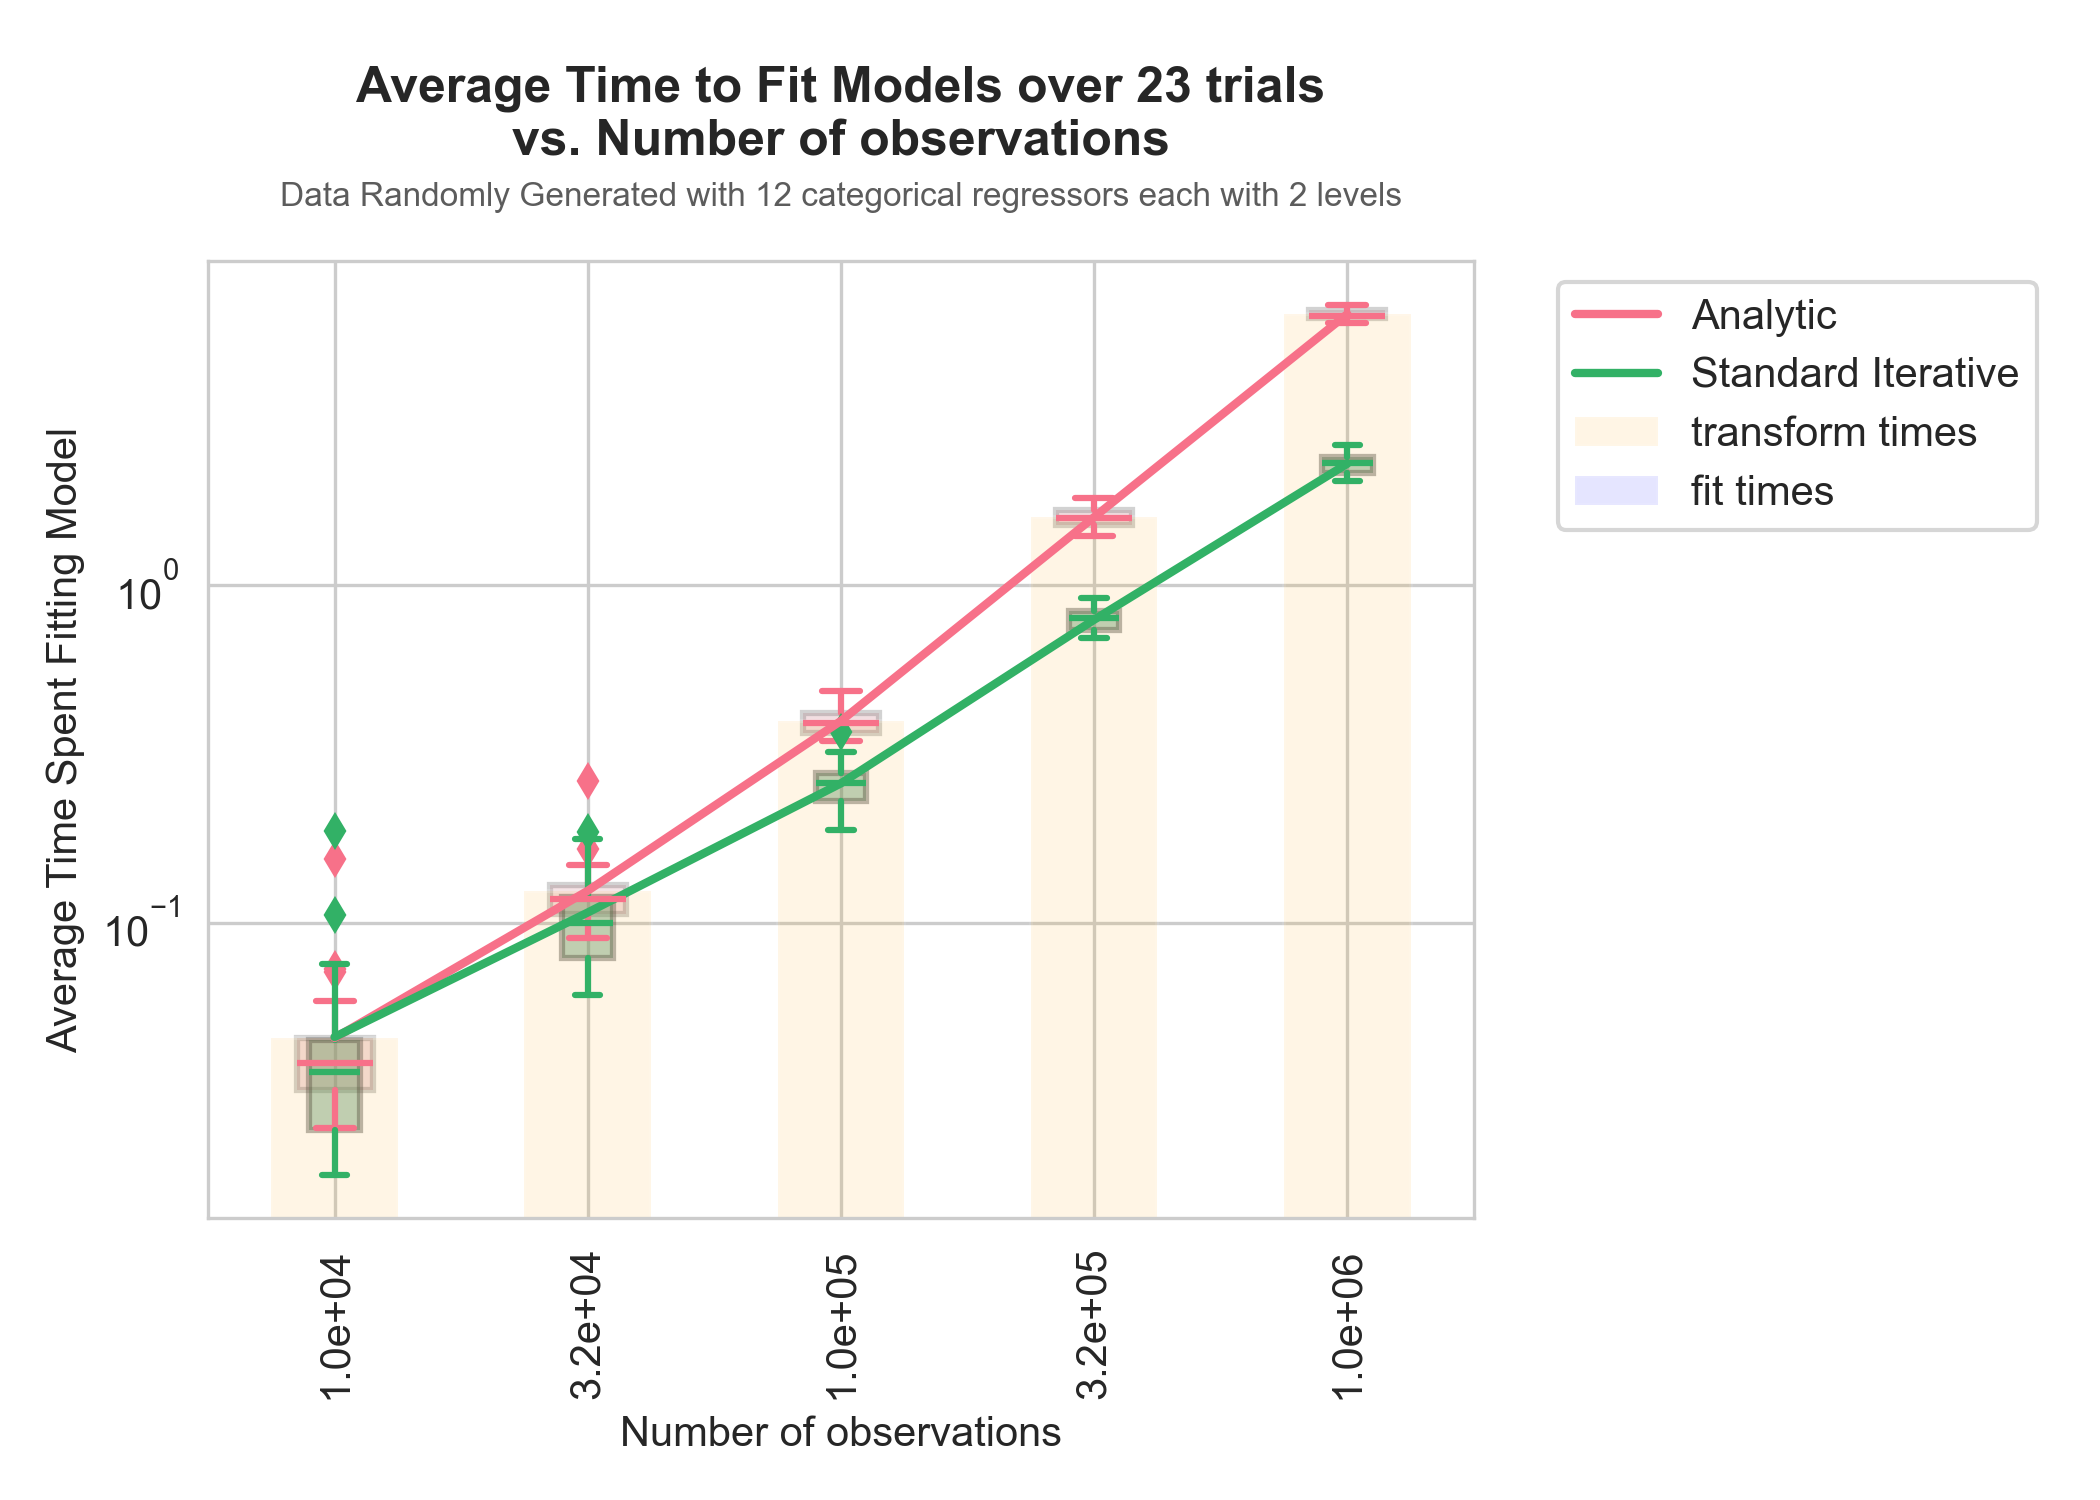 Average Time to Fit Models over 23 trials
vs. Number of observations
Data Randomly Generated with 12 categorical regressors each with 2 levels
Analytic
Standard Iterative
transform times
fit times
Average Time Spent Fitting Model
10⁰
10⁻¹
1.0e+04
3.2e+04
1.0e+05
3.2e+05
1.0e+06
Number of observations